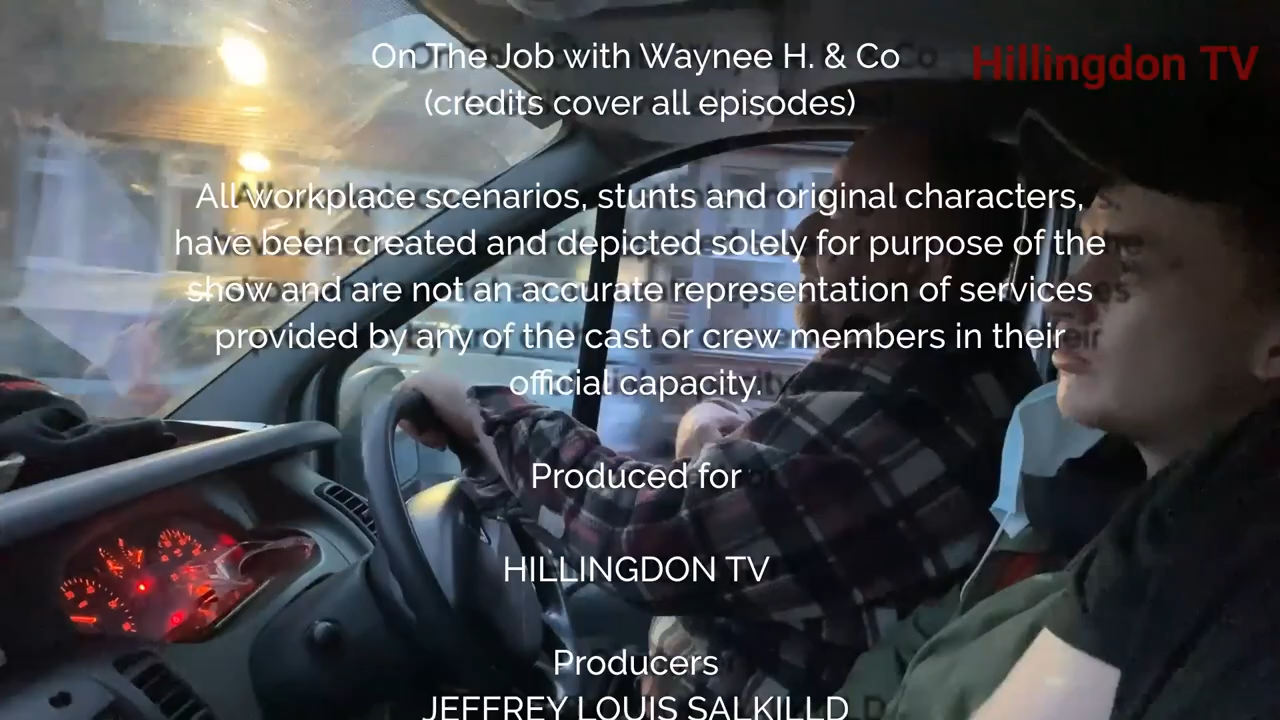 On The Job with Waynee H. & Co
Hillingdon TV
(credits cover all episodes)
All workplace scenarios, stunts and original characters,
have been created and depicted solely for purpose of the
show and are not an accurate representation of services
provided by any of the cast or crew members in their
official capacity.
Produced for
HILLINGDON TV
Producers
JEFFREY LOUIS SALKILLD